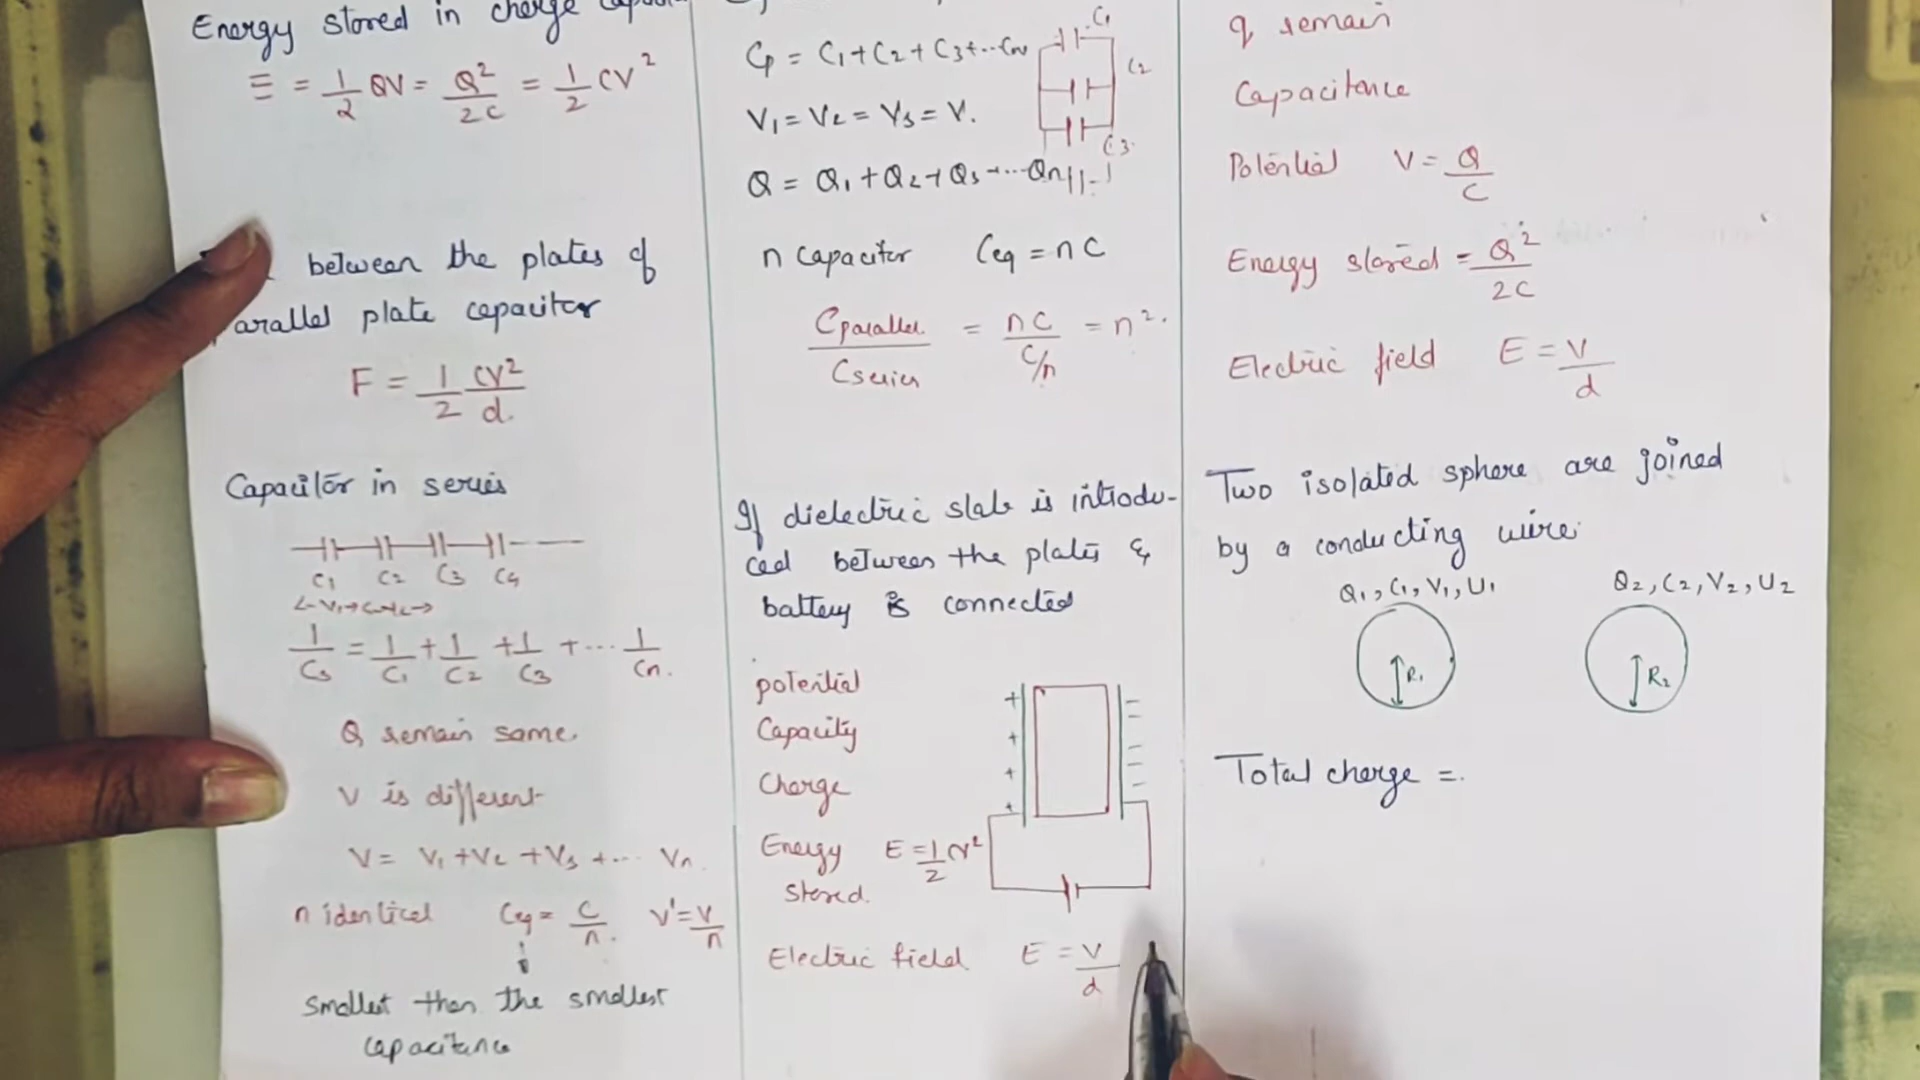 Energy stored in charge
Ξ = 1/2 QV = Q²/2C = 1/2 CV²
between the plates of
arallel plate capacitor
F = 1/2 CV²/d.
Capacitor in series
C1 C2 C3 C4
1/Cs = 1/C1 + 1/C2 + 1/C3 + ... 1/Cn.
Q remain same.
V is different
V = V1 + V2 + V3 + ... Vn.
n identical Ceq = C/n. V' = V/n
Smallest than the smallest
capacitance
Cp = C1 + C2 + C3 + ... Cn
C1
C2
C3
V1 = V2 = V3 = V.
Q = Q1 + Q2 + Q3 ... Qn
n capacitor Ceq = nC
Cparallel/Cseries = nC/C/n = n².
If dielectric slab is introdu-
ced between the plates &
battery is connected
potential
Capacity
Charge
Energy E = 1/2 CV²
stored.
+ + + +
Electric field E = V/d
q remain
Capacitance
Potential V = Q/C
Energy stored = Q²/2C
Electric field E = V/d
Two isolated sphere are joined
by a conducting wire
Q1, C1, V1, U1
Q2, C2, V2, U2
R1
R2
Total charge =.